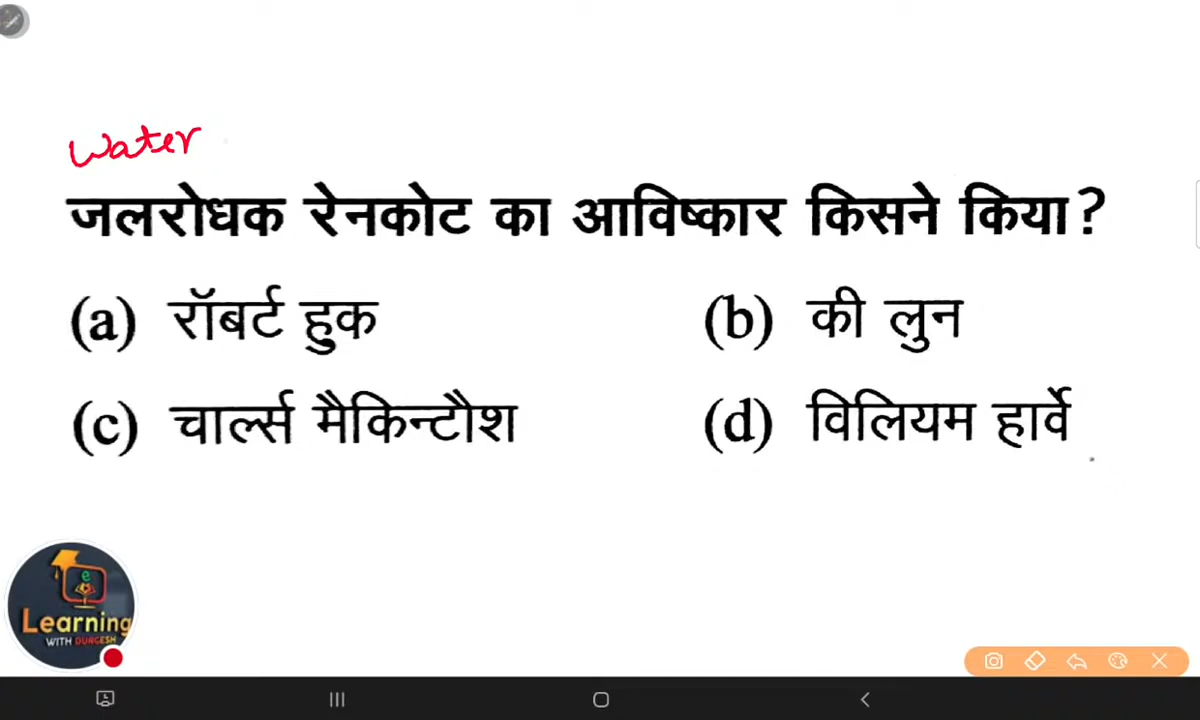 Water
जलरोधक रेनकोट का आविष्कार किसने किया?
(a) रॉबर्ट हुक (b) की लुन
(c) चार्ल्स मैकिन्टौश (d) विलियम हार्वे
e
Learning
WITH DURGESH